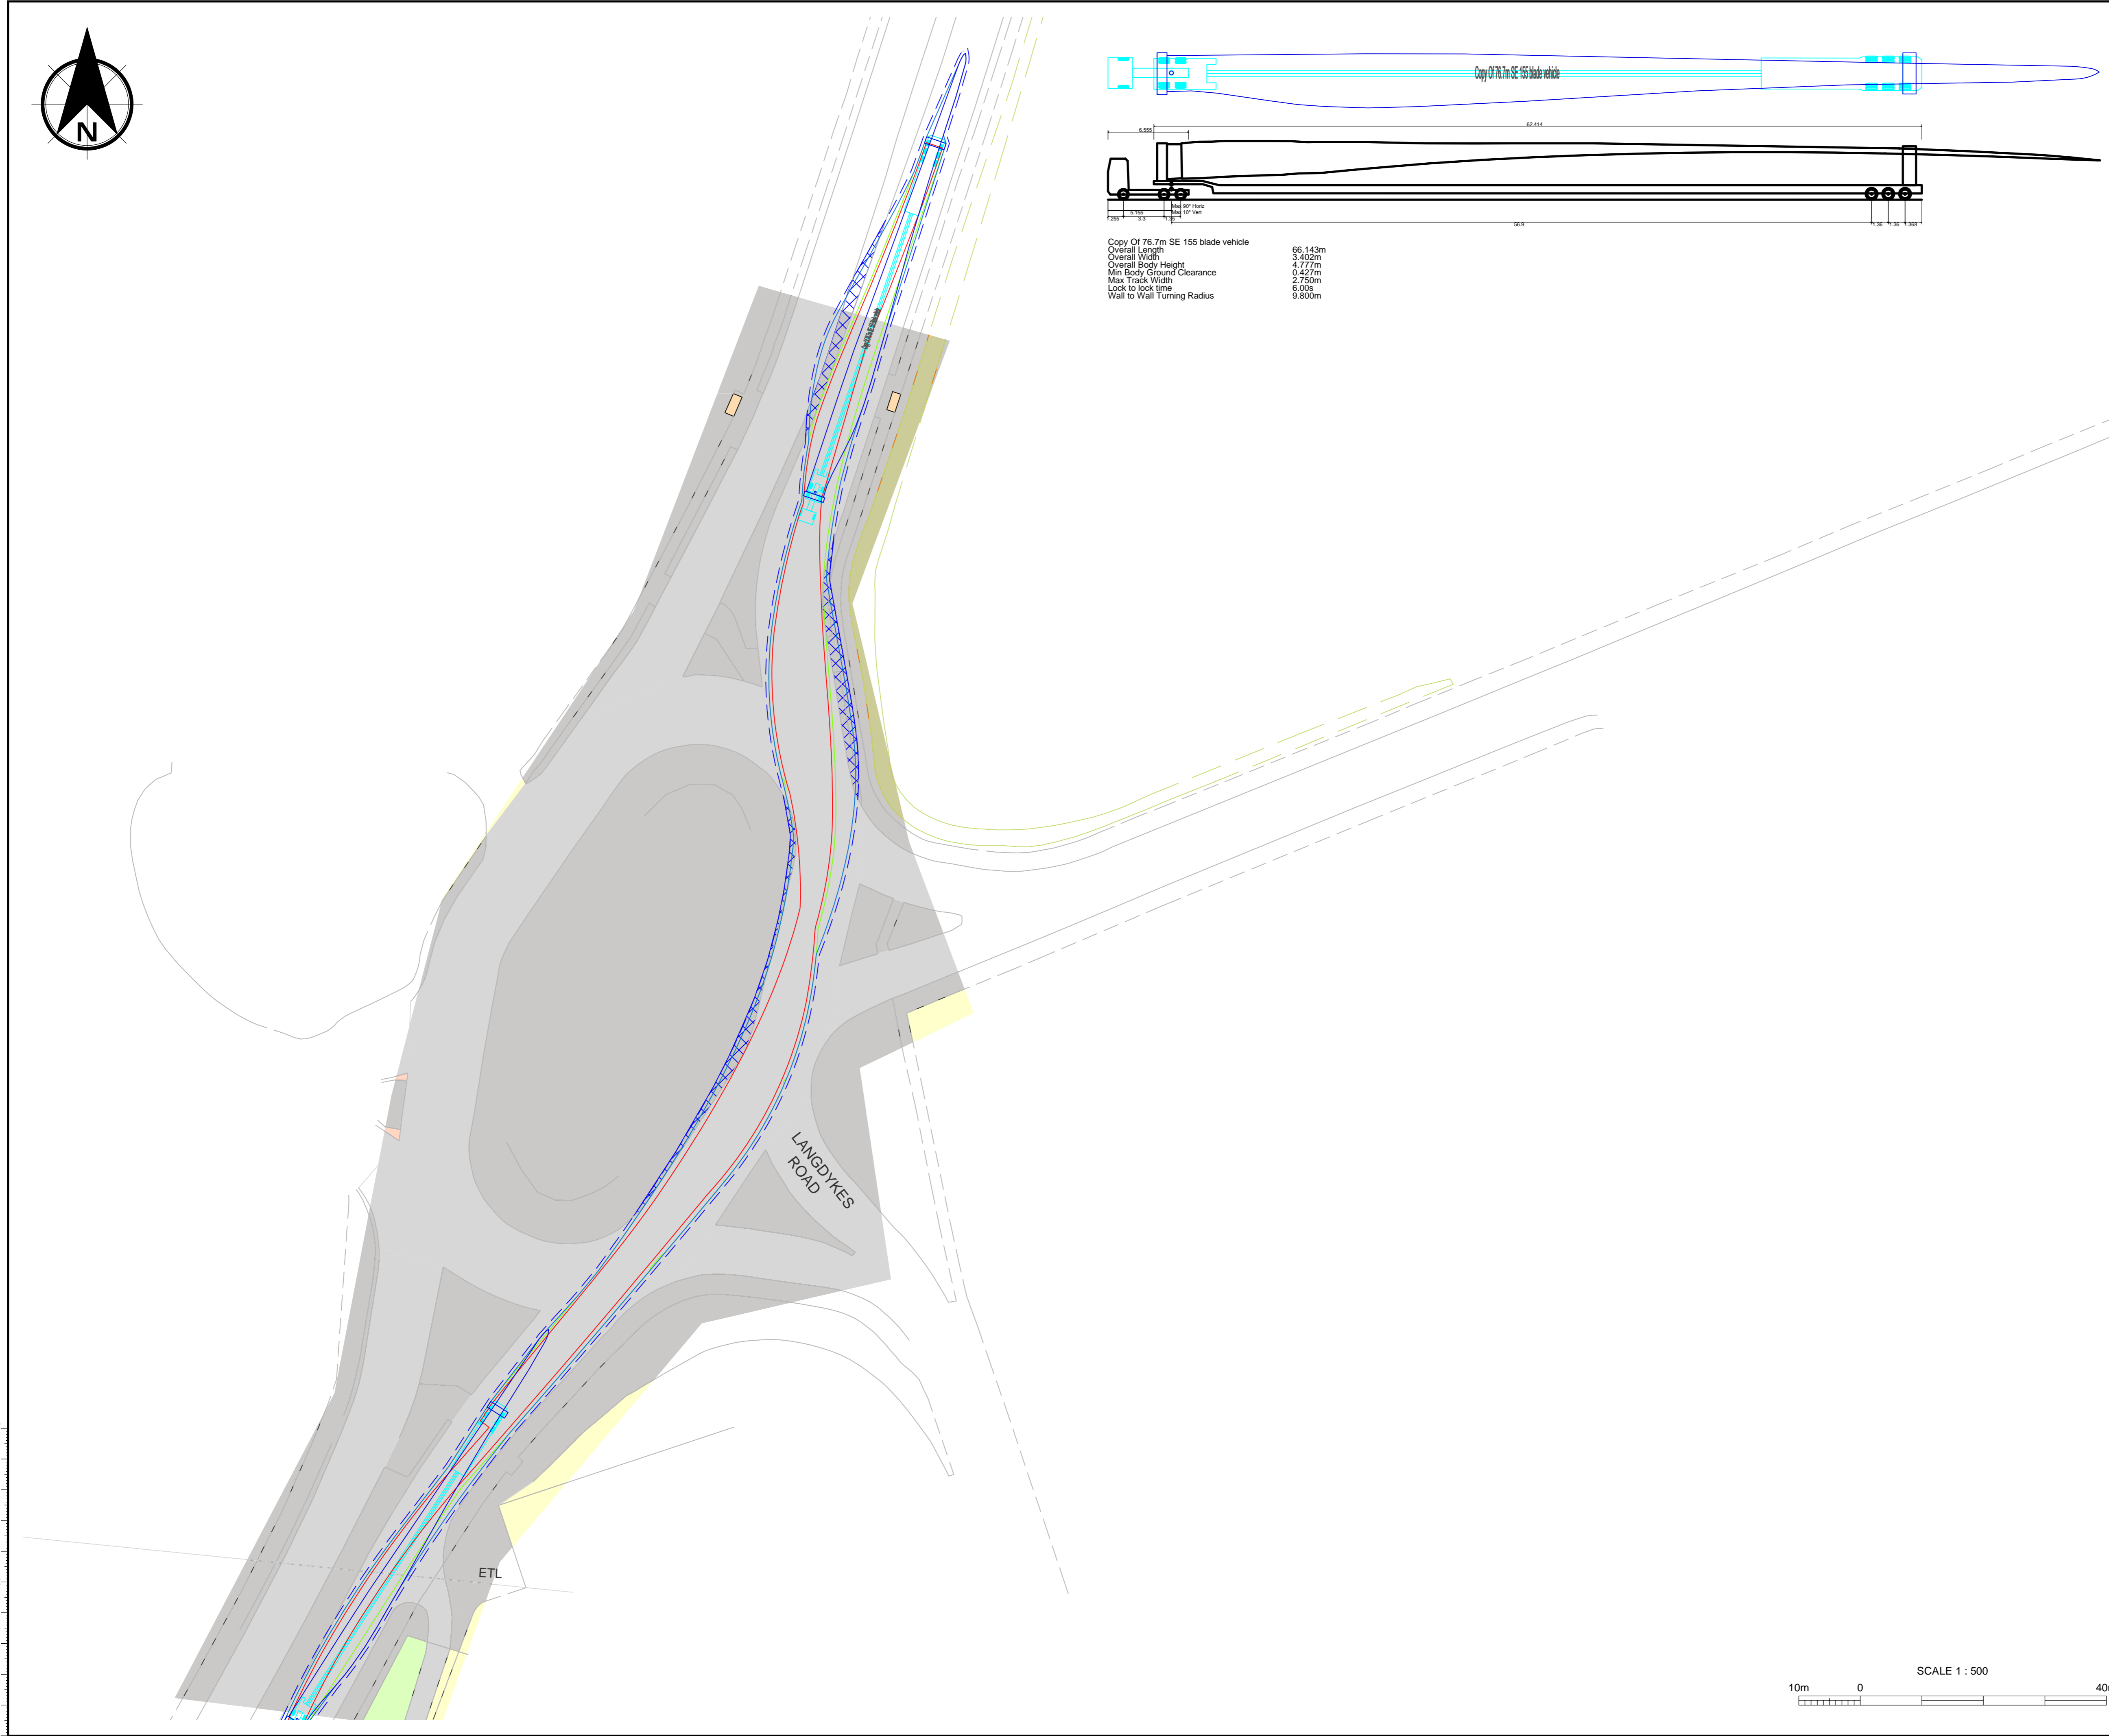 N
Copy Of 76.7m SE 155 blade vehicle
62.414
6.555
Max 90° Horiz
Max 10° Vert
5.155
3.3
56.9
1.36
1.36
1.368
Copy Of 76.7m SE 155 blade vehicle
Overall Length 66.143m
Overall Width 3.402m
Overall Body Height 4.777m
Min Body Ground Clearance 0.427m
Max Track Width 2.750m
Lock to lock time 6.00s
Wall to Wall Turning Radius 9.800m
LANGDYKES
ROAD
ETL
SCALE 1 : 500
10m 0